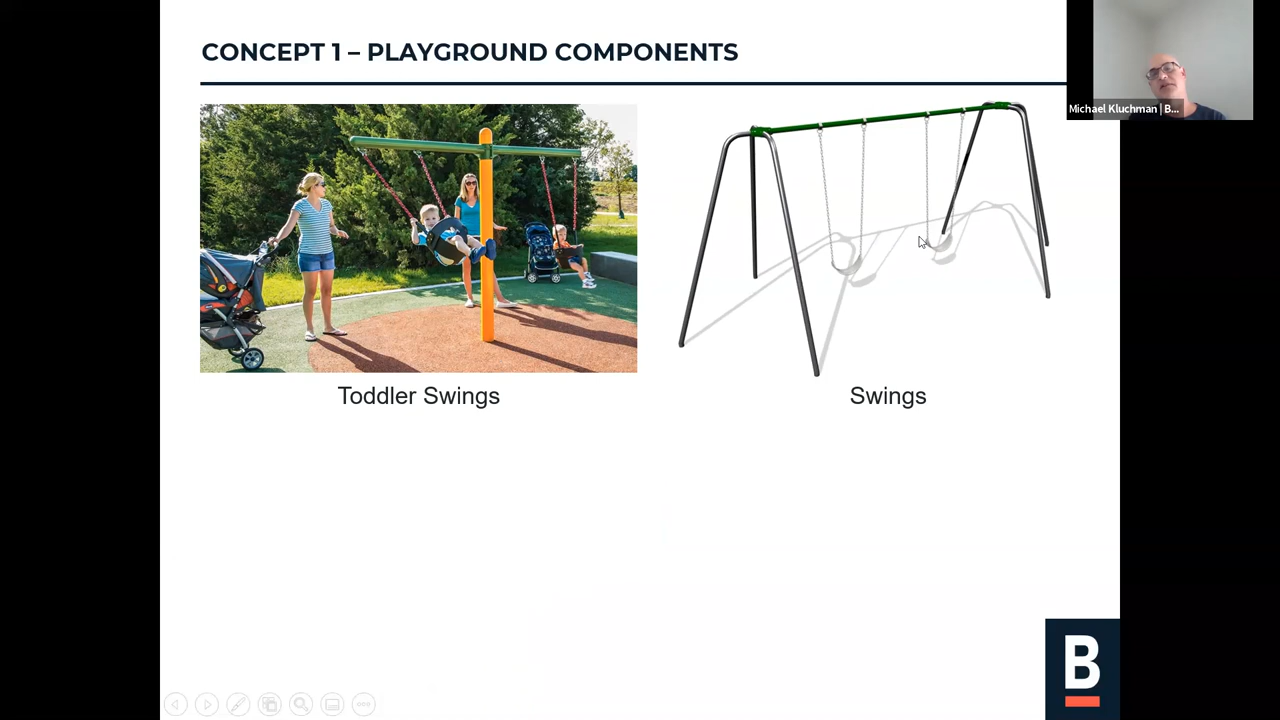 CONCEPT 1 – PLAYGROUND COMPONENTS
Michael Kluchman | B...
Toddler Swings
Swings
B